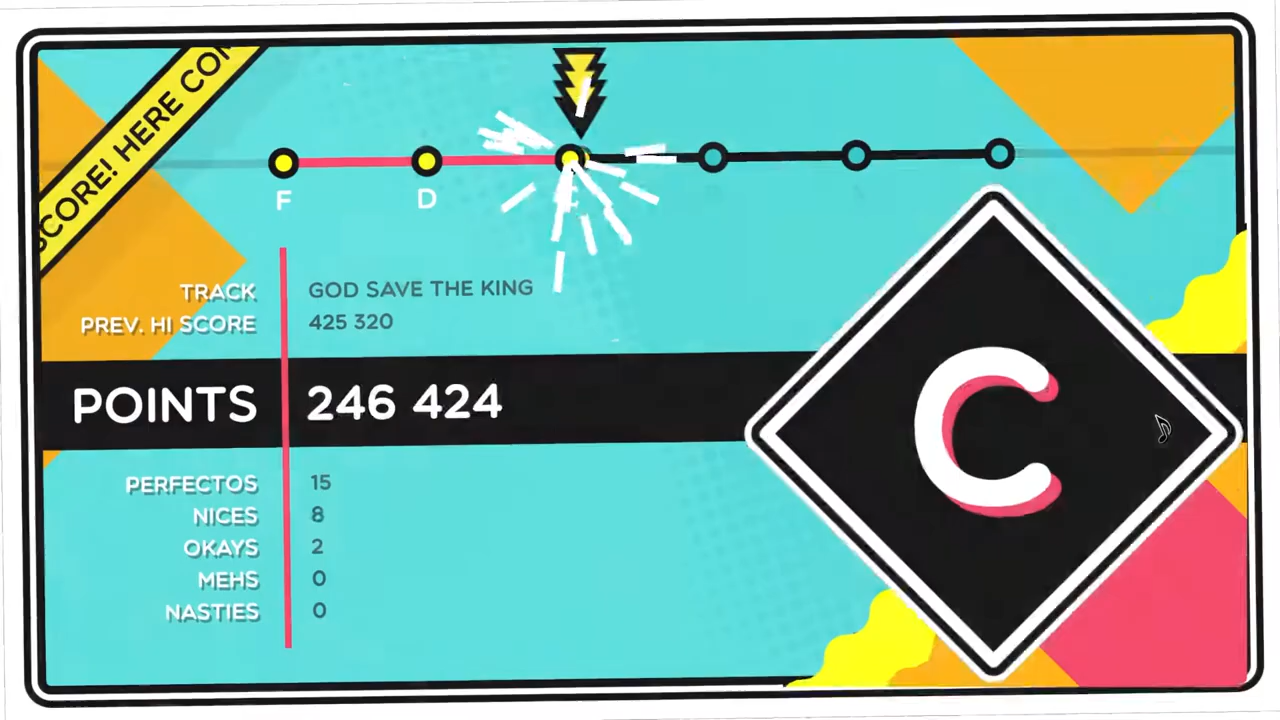 SCORE! HERE CO
F
D
TRACK GOD SAVE THE KING
PREV. HI SCORE 425 320
POINTS 246 424
C
PERFECTOS 15
NICES 8
OKAYS 2
MEHS 0
NASTIES 0